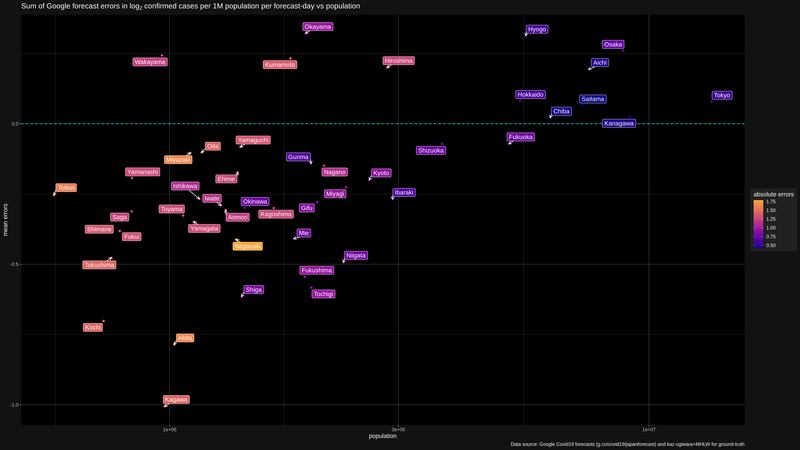 Sum of Google forecast errors in log2 confirmed cases per 1M population per forecast-day vs population
Okayama
Hyogo
Osaka
Wakayama
Kumamoto
Hiroshima
Aichi
Hokkaido
Saitama
Tokyo
Chiba
0.0
Kanagawa
Fukuoka
Yamaguchi
Oita
Shizuoka
Miyazaki
Gunma
Yamanashi
Nagano
Kyoto
Ehime
Tottori
Ishikawa
Miyagi
Ibaraki
Iwate
Okinawa
Toyama
Gifu
Saga
Aomori
Kagoshima
Shimane
Yamagata
Fukui
Mie
Nagasaki
Niigata
-0.5
Tokushima
Fukushima
Shiga
Tochigi
Kochi
Akita
Kagawa
-1.0
mean errors
1e+06
3e+06
1e+07
population
absolute errors
1.75
1.50
1.25
1.00
0.75
0.50
Data source: Google Covid19 forecasts (g.co/covid19/japanforecast) and kaz-ogiwara+MHLW for ground-truth